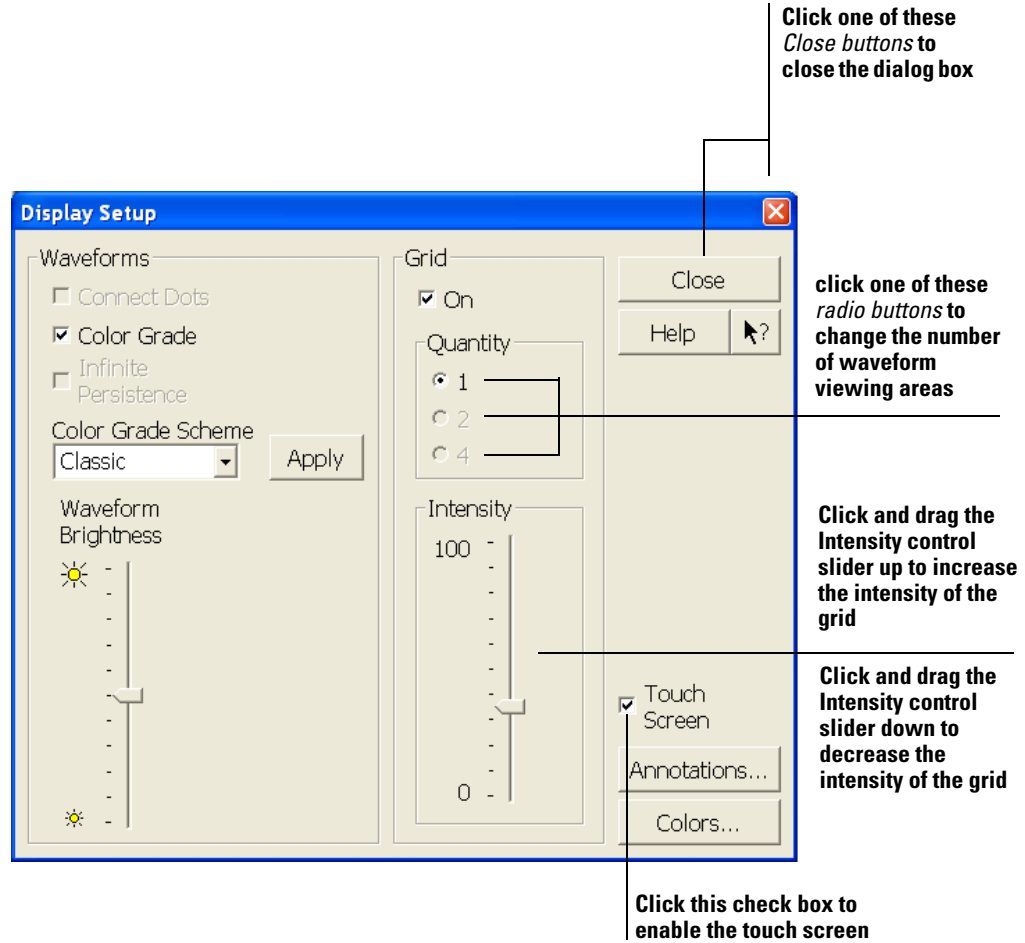 Click one of these
Close buttons to
close the dialog box
Display Setup
Waveforms
Connect Dots
Color Grade
Infinite
Persistence
Color Grade Scheme
Classic
Apply
Waveform
Brightness
Grid
On
Quantity
1
2
4
Intensity
100
0
Close
Help
?
Touch
Screen
Annotations...
Colors...
click one of these
radio buttons to
change the number
of waveform
viewing areas
Click and drag the
Intensity control
slider up to increase
the intensity of the
grid
Click and drag the
Intensity control
slider down to
decrease the
intensity of the grid
Click this check box to
enable the touch screen